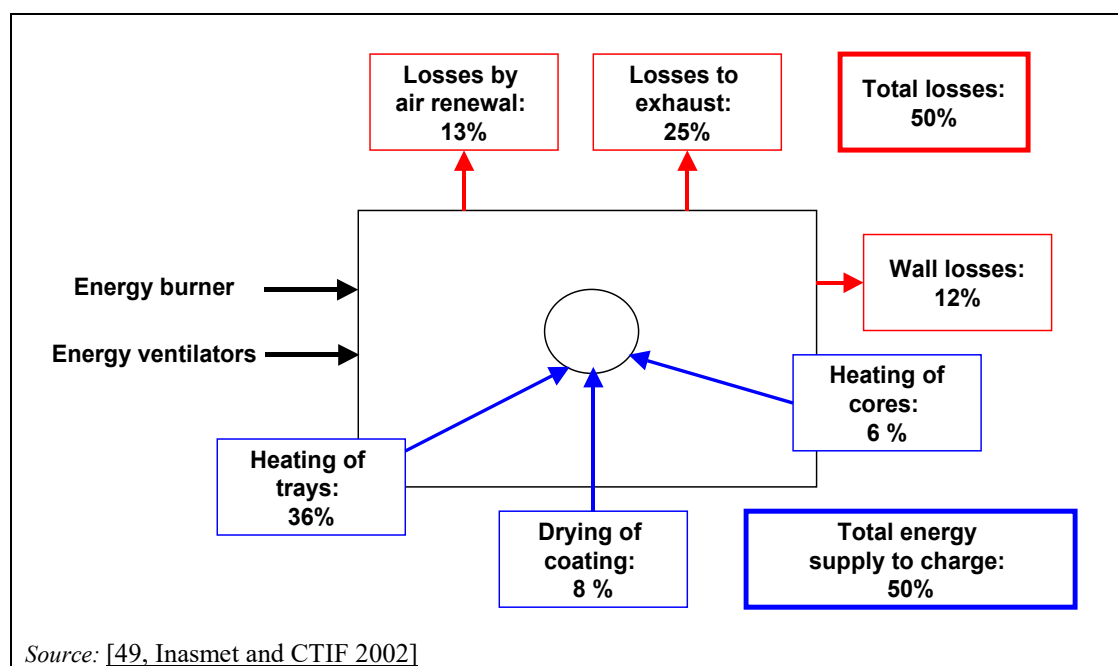 Losses by
air renewal:
13%
Losses to
exhaust:
25%
Total losses:
50%
Energy burner
Wall losses:
12%
Energy ventilators
Heating of
cores:
6 %
Heating of
trays:
36%
Drying of
coating:
8 %
Total energy
supply to charge:
50%
Source: [49, Inasmet and CTIF 2002]